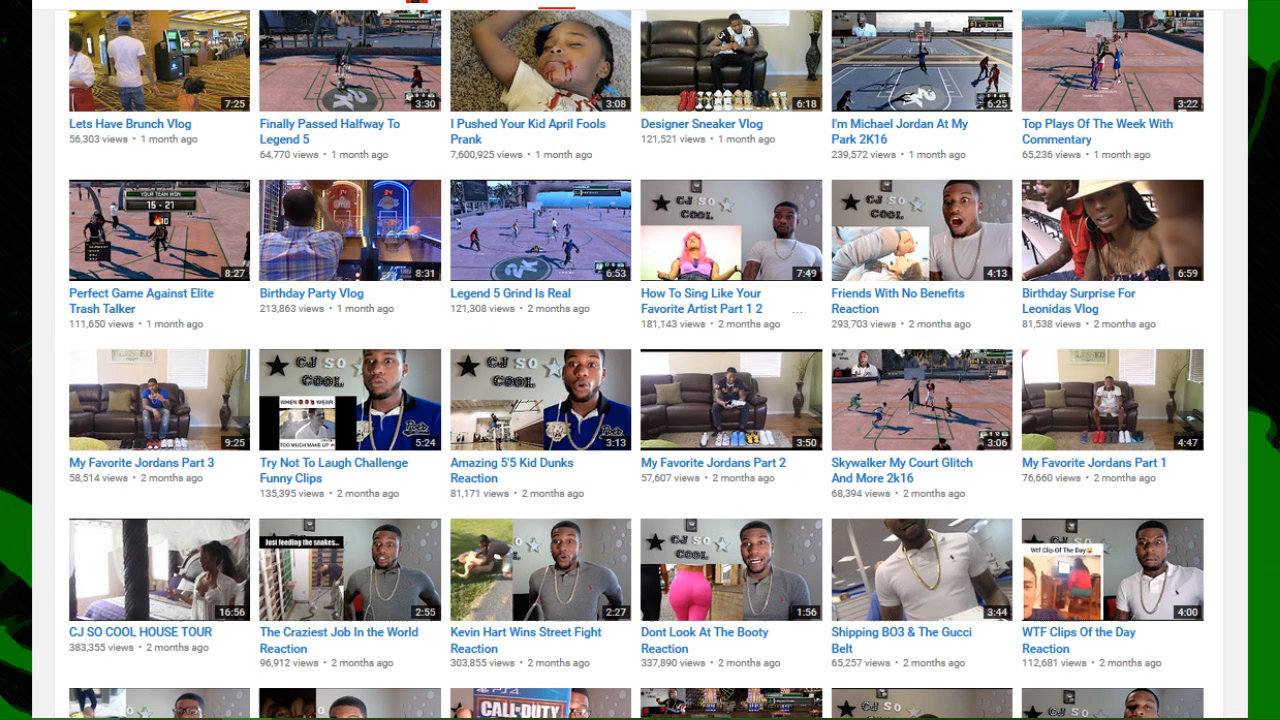 7:25
3:30
3:08
6:18
6:25
3:22
Lets Have Brunch Vlog
56,303 views • 1 month ago
Finally Passed Halfway To
Legend 5
64,770 views • 1 month ago
I Pushed Your Kid April Fools
Prank
7,600,925 views • 1 month ago
Designer Sneaker Vlog
121,521 views • 1 month ago
I'm Michael Jordan At My
Park 2K16
239,572 views • 1 month ago
Top Plays Of The Week With
Commentary
65,236 views • 1 month ago
YOUR TEAM WON
15 - 21
8:27
8:31
6:53
CJ SO
COOL
7:49
CJ SO
COOL
4:13
6:59
Perfect Game Against Elite
Trash Talker
111,650 views • 1 month ago
Birthday Party Vlog
213,863 views • 1 month ago
Legend 5 Grind Is Real
121,308 views • 2 months ago
How To Sing Like Your
Favorite Artist Part 1 2 ...
181,143 views • 2 months ago
Friends With No Benefits
Reaction
293,703 views • 2 months ago
Birthday Surprise For
Leonidas Vlog
81,538 views • 2 months ago
9:25
CJ SO
COOL
WHEN
WEAR
TOO MUCH MAKE UP
5:24
CJ SO
COOL
3:13
3:50
3:06
4:47
My Favorite Jordans Part 3
58,514 views • 2 months ago
Try Not To Laugh Challenge
Funny Clips
135,395 views • 2 months ago
Amazing 5'5 Kid Dunks
Reaction
81,171 views • 2 months ago
My Favorite Jordans Part 2
57,607 views • 2 months ago
Skywalker My Court Glitch
And More 2k16
68,394 views • 2 months ago
My Favorite Jordans Part 1
76,660 views • 2 months ago
16:56
Just feeding the snakes...
2:55
2:27
CJ SO
COOL
1:56
3:44
Wtf Clip Of The Day
4:00
CJ SO COOL HOUSE TOUR
383,355 views • 2 months ago
The Craziest Job In the World
Reaction
96,912 views • 2 months ago
Kevin Hart Wins Street Fight
Reaction
303,855 views • 2 months ago
Dont Look At The Booty
Reaction
337,890 views • 2 months ago
Shipping BO3 & The Gucci
Belt
65,257 views • 2 months ago
WTF Clips Of the Day
Reaction
112,681 views • 2 months ago
CALL OF DUTY